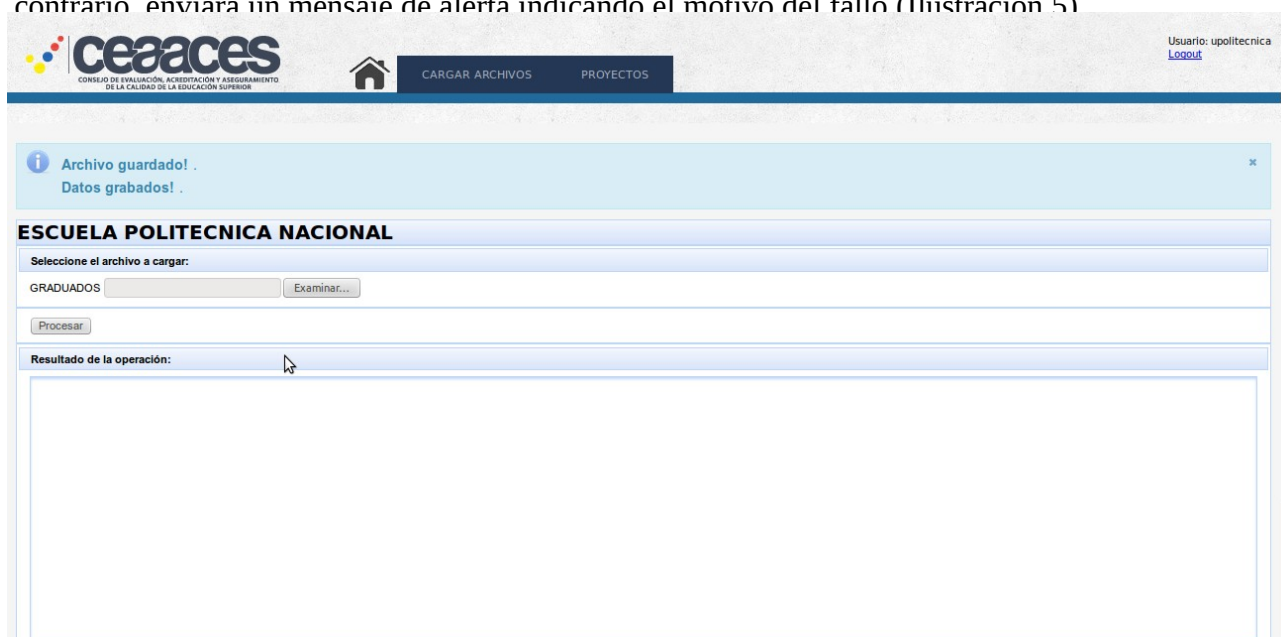 contrario, enviará un mensaje de alerta indicando el motivo del fallo (Ilustración 5)
ceaaces
CONSEJO DE EVALUACIÓN, ACREDITACIÓN Y ASEGURAMIENTO
DE LA CALIDAD DE LA EDUCACIÓN SUPERIOR
CARGAR ARCHIVOS PROYECTOS
Usuario: upolitecnica
Logout
Archivo guardado! .
Datos grabados! .
ESCUELA POLITECNICA NACIONAL
Seleccione el archivo a cargar:
GRADUADOS Examinar...
Procesar
Resultado de la operación: